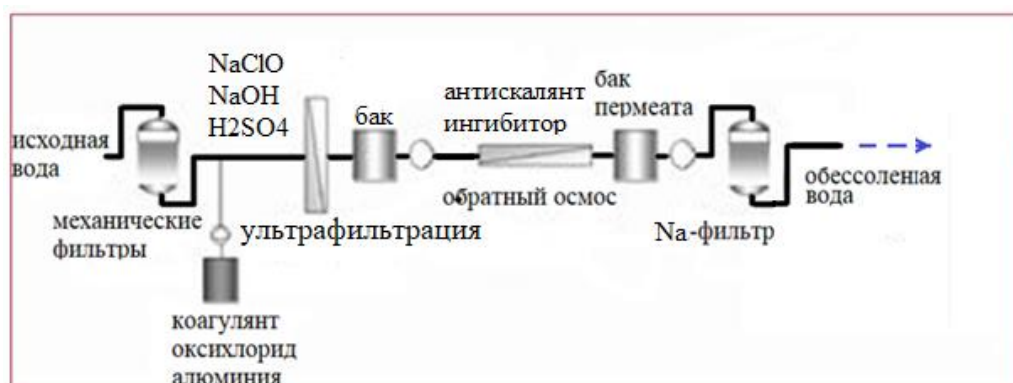 исходная
вода
механические
фильтры
NaClO
NaOH
H2SO4
коагулянт
оксихлорид
алюминия
ультрафильтрация
бак
антискалянт
ингибитор
обратный осмос
бак
пермеата
Na-фильтр
обессоленная
вода